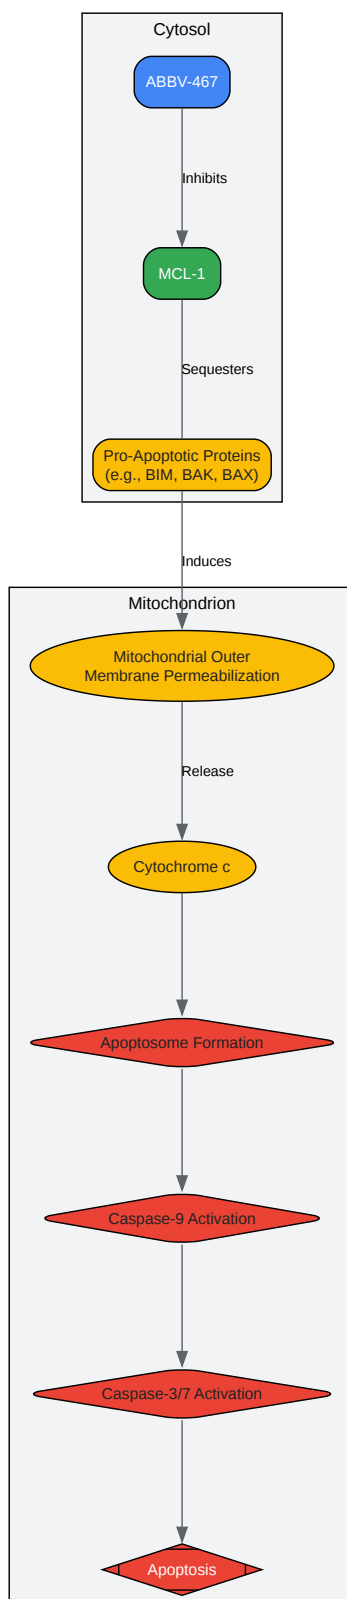 Cytosol
ABBV-467
Inhibits
MCL-1
Sequesters
Pro-Apoptotic Proteins
(e.g., BIM, BAK, BAX)
Induces
Mitochondrion
Mitochondrial Outer
Membrane Permeabilization
Release
Cytochrome c
Apoptosome Formation
Caspase-9 Activation
Caspase-3/7 Activation
Apoptosis